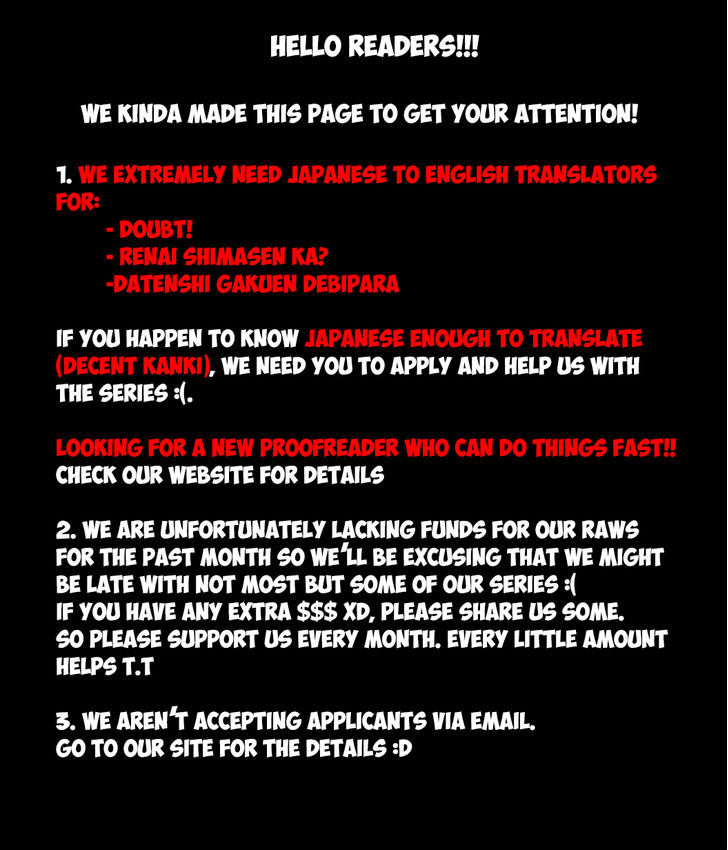 HELLO READERS!!!
WE KINDA MADE THIS PAGE TO GET YOUR ATTENTION!
1. WE EXTREMELY NEED JAPANESE TO ENGLISH TRANSLATORS
FOR:
- DOUBT!
- RENAI SHIMASEN KA?
-DATENSHI GAKUEN DEBIPARA
IF YOU HAPPEN TO KNOW JAPANESE ENOUGH TO TRANSLATE
(DECENT KANKI), WE NEED YOU TO APPLY AND HELP US WITH
THE SERIES :(.
LOOKING FOR A NEW PROOFREADER WHO CAN DO THINGS FAST!!
CHECK OUR WEBSITE FOR DETAILS
2. WE ARE UNFORTUNATELY LACKING FUNDS FOR OUR RAWS
FOR THE PAST MONTH SO WE'LL BE EXCUSING THAT WE MIGHT
BE LATE WITH NOT MOST BUT SOME OF OUR SERIES :(
IF YOU HAVE ANY EXTRA $$$ XD, PLEASE SHARE US SOME.
SO PLEASE SUPPORT US EVERY MONTH. EVERY LITTLE AMOUNT
HELPS T.T
3. WE AREN'T ACCEPTING APPLICANTS VIA EMAIL.
GO TO OUR SITE FOR THE DETAILS :D